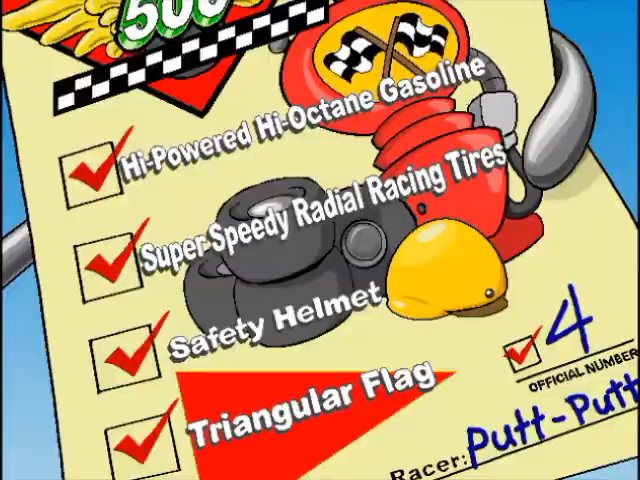 500
Hi-Powered Hi-Octane Gasoline
Super Speedy Radial Racing Tires
Safety Helmet
Triangular Flag
4
OFFICIAL NUMBER
Racer: Putt-Putt